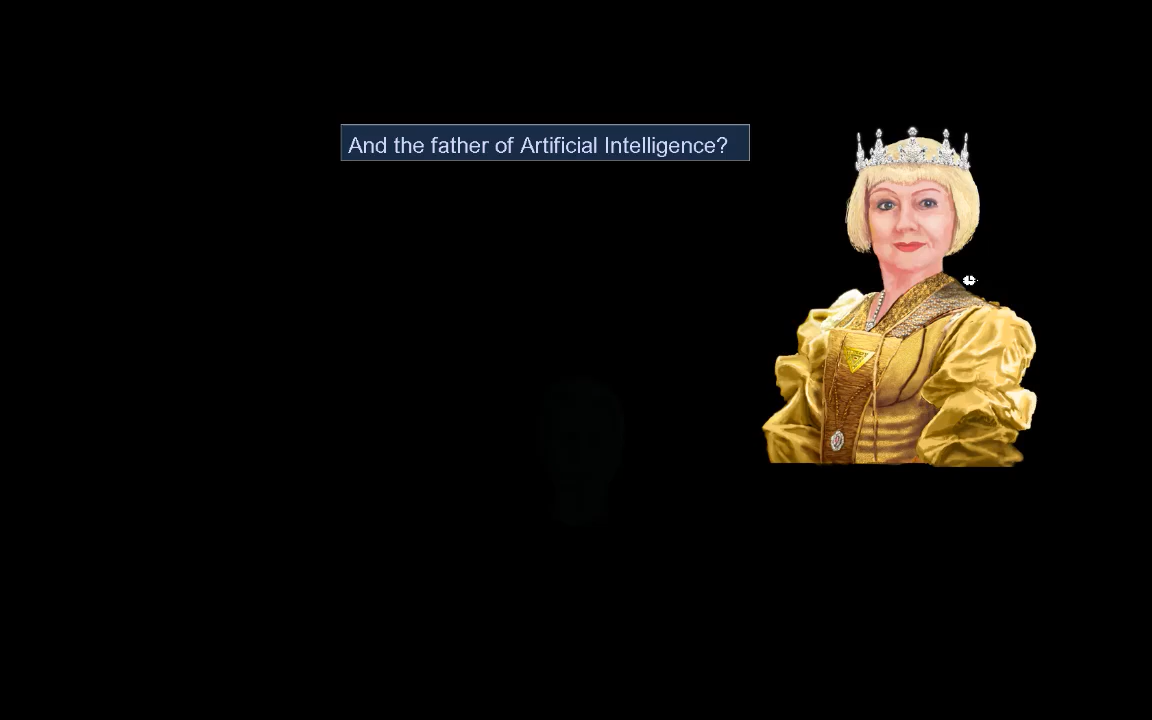 And the father of Artificial Intelligence?